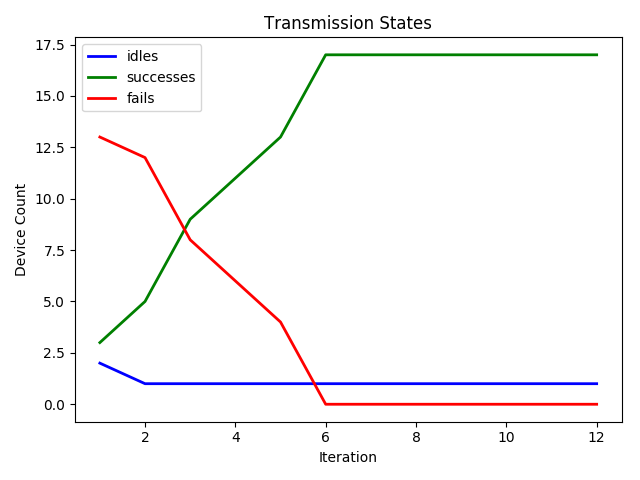 Transmission States
17.5
15.0
12.5
10.0
7.5
5.0
2.5
0.0
Device Count
idles
successes
fails
2
4
6
8
10
12
Iteration